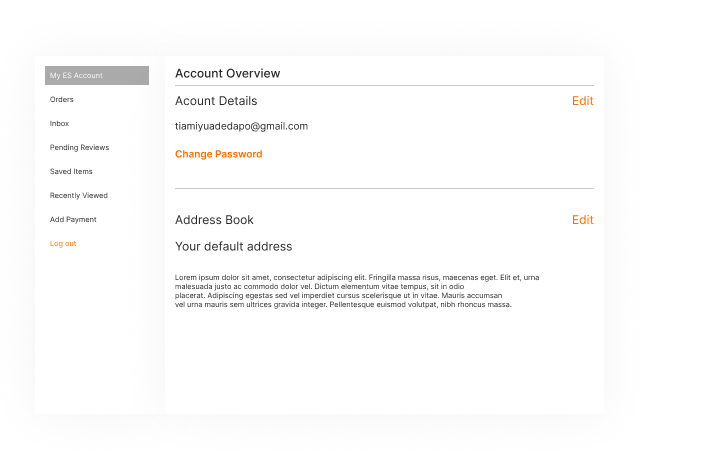 My ES Account
Orders
Inbox
Pending Reviews
Saved Items
Recently Viewed
Add Payment
Log out
Account Overview
Acount Details
Edit
tiamiyuadedapo@gmail.com
Change Password
Address Book
Edit
Your default address
Lorem ipsum dolor sit amet, consectetur adipiscing elit. Fringilla massa risus, maecenas eget. Elit et, urna
malesuada justo ac commodo dolor vel. Dictum elementum vitae tempus, sit in odio
placerat. Adipiscing egestas sed vel imperdiet cursus scelerisque ut in vitae. Mauris accumsan
vel urna mauris sem ultrices gravida integer. Pellentesque euismod volutpat, nibh rhoncus massa.